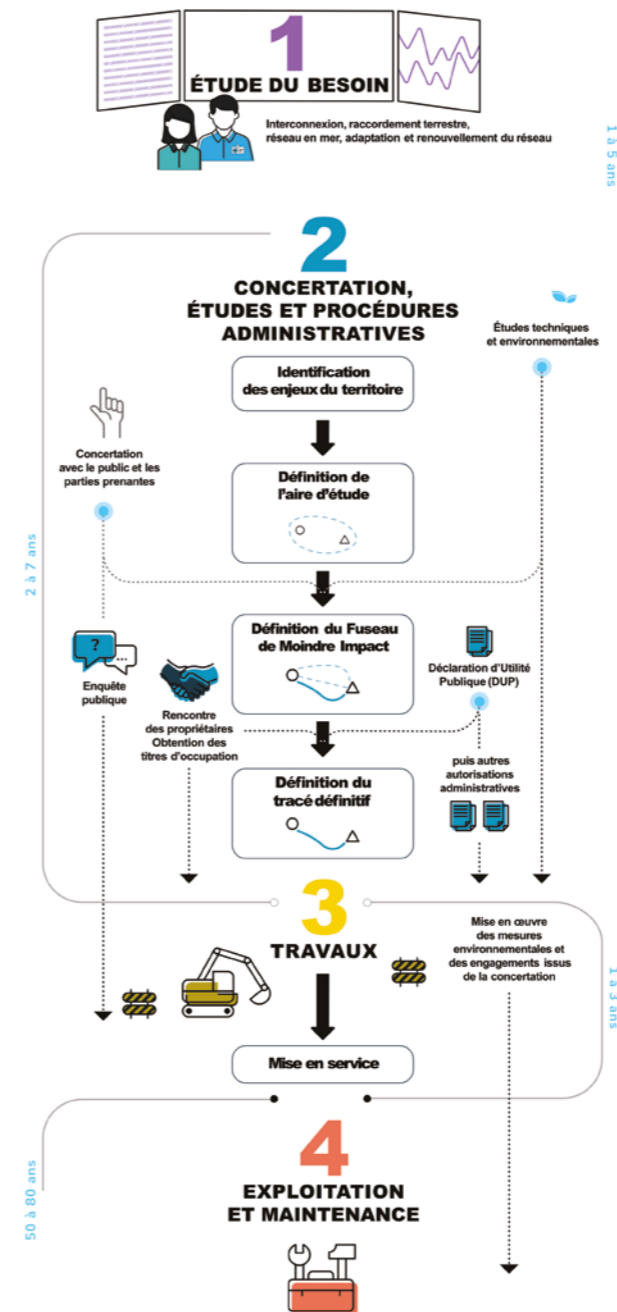 1
ÉTUDE DU BESOIN
Interconnexion, raccordement terrestre,
réseau en mer, adaptation et renouvellement du réseau
1 à 5 ans
2
CONCERTATION,
ÉTUDES ET PROCÉDURES
ADMINISTRATIVES
Études techniques
et environnementales
Identification
des enjeux du territoire
Concertation
avec le public et les
parties prenantes
Définition de
l'aire d'étude
2 à 7 ans
Définition du Fuseau
de Moindre Impact
?
...
Enquête
publique
Déclaration d'Utilité
Publique (DUP)
Rencontre
des propriétaires
Obtention des
titres d'occupation
puis autres
autorisations
administratives
Définition du
tracé définitif
3
TRAVAUX
Mise en œuvre
des mesures
environnementales et
des engagements issus
de la concertation
1 à 3 ans
Mise en service
4
EXPLOITATION
ET MAINTENANCE
50 à 80 ans